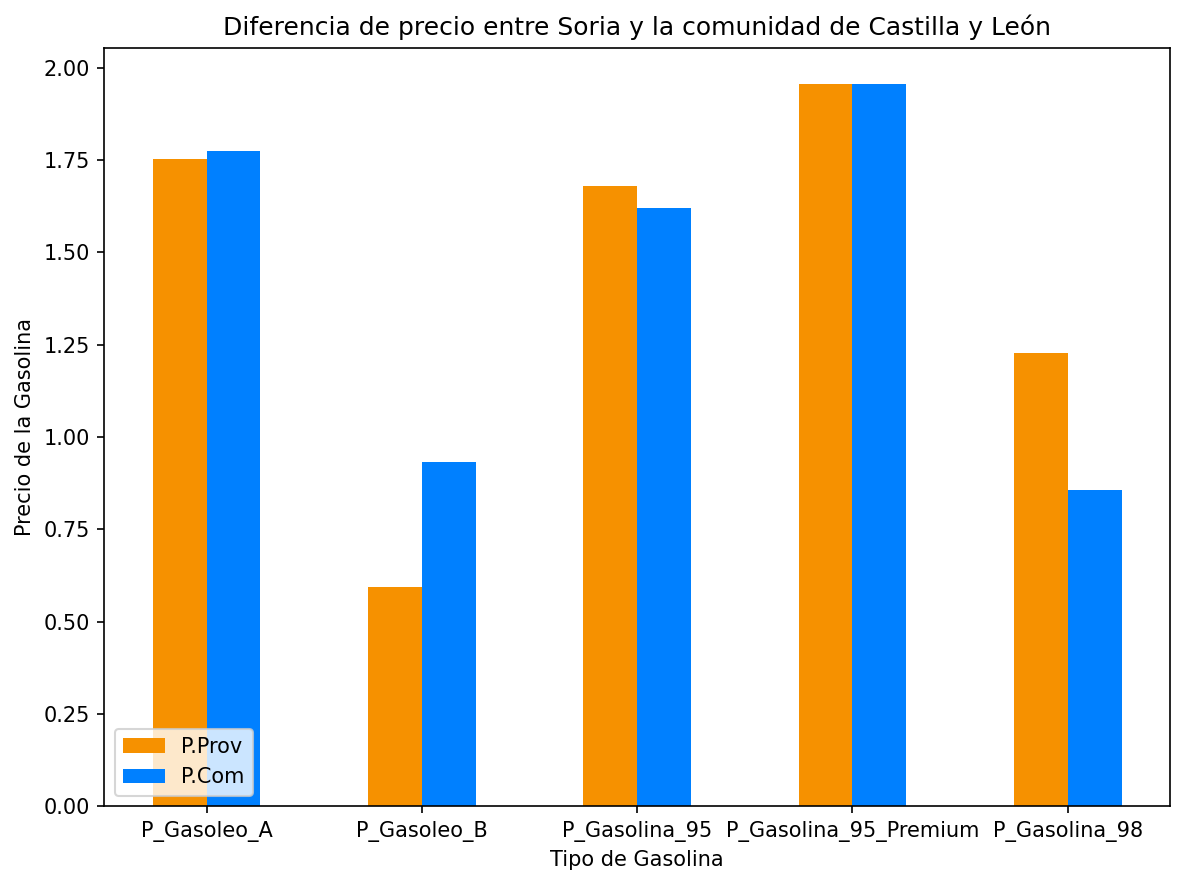 Diferencia de precio entre Soria y la comunidad de Castilla y León
Precio de la Gasolina
2.00
1.75
1.50
1.25
1.00
0.75
0.50
0.25
0.00
P.Prov
P.Com
P_Gasoleo_A P_Gasoleo_B P_Gasolina_95 P_Gasolina_95_Premium P_Gasolina_98
Tipo de Gasolina